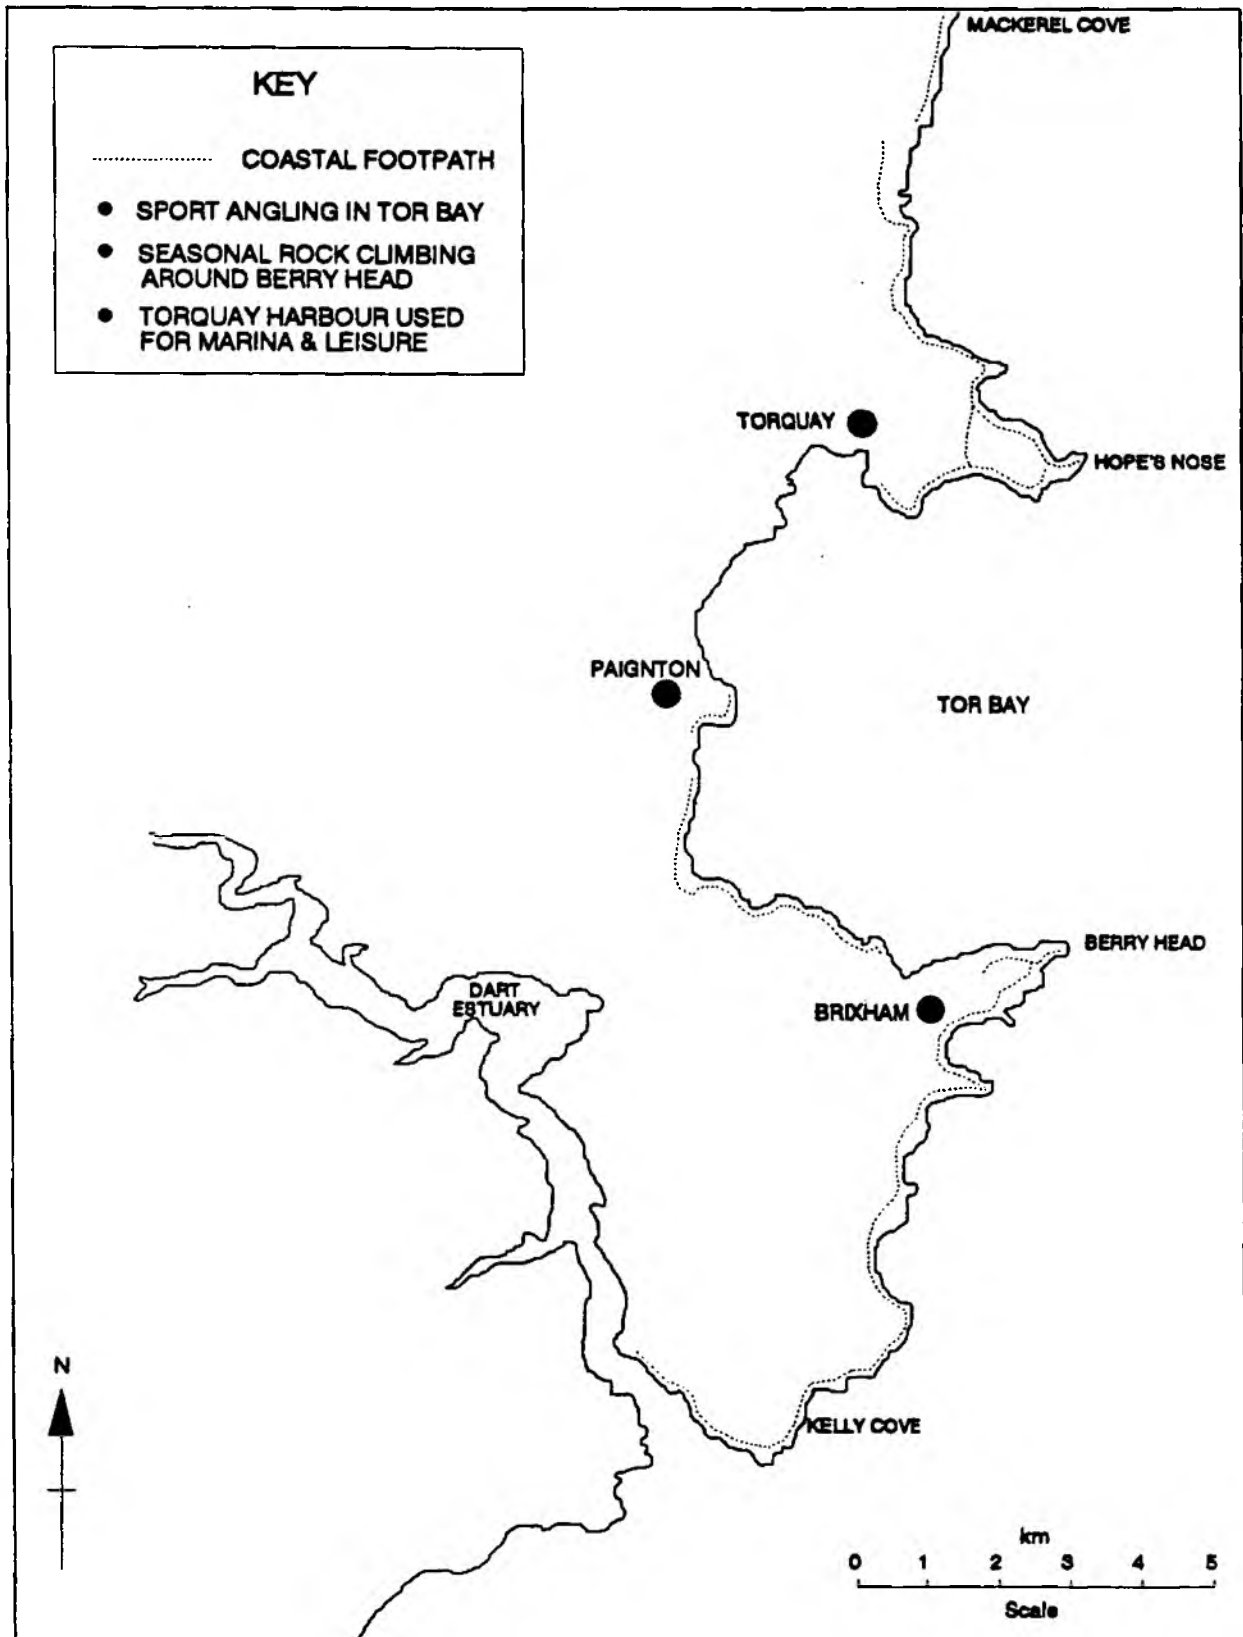 MACKEREL COVE
KEY
COASTAL FOOTPATH
SPORT ANGLING IN TOR BAY
SEASONAL ROCK CLIMBING
AROUND BERRY HEAD
TORQUAY HARBOUR USED
FOR MARINA & LEISURE
TORQUAY
HOPE'S NOSE
PAIGNTON
TOR BAY
BERRY HEAD
DART
ESTUARY
BRIXHAM
N
KELLY COVE
km
0 1 2 3 5
Scale